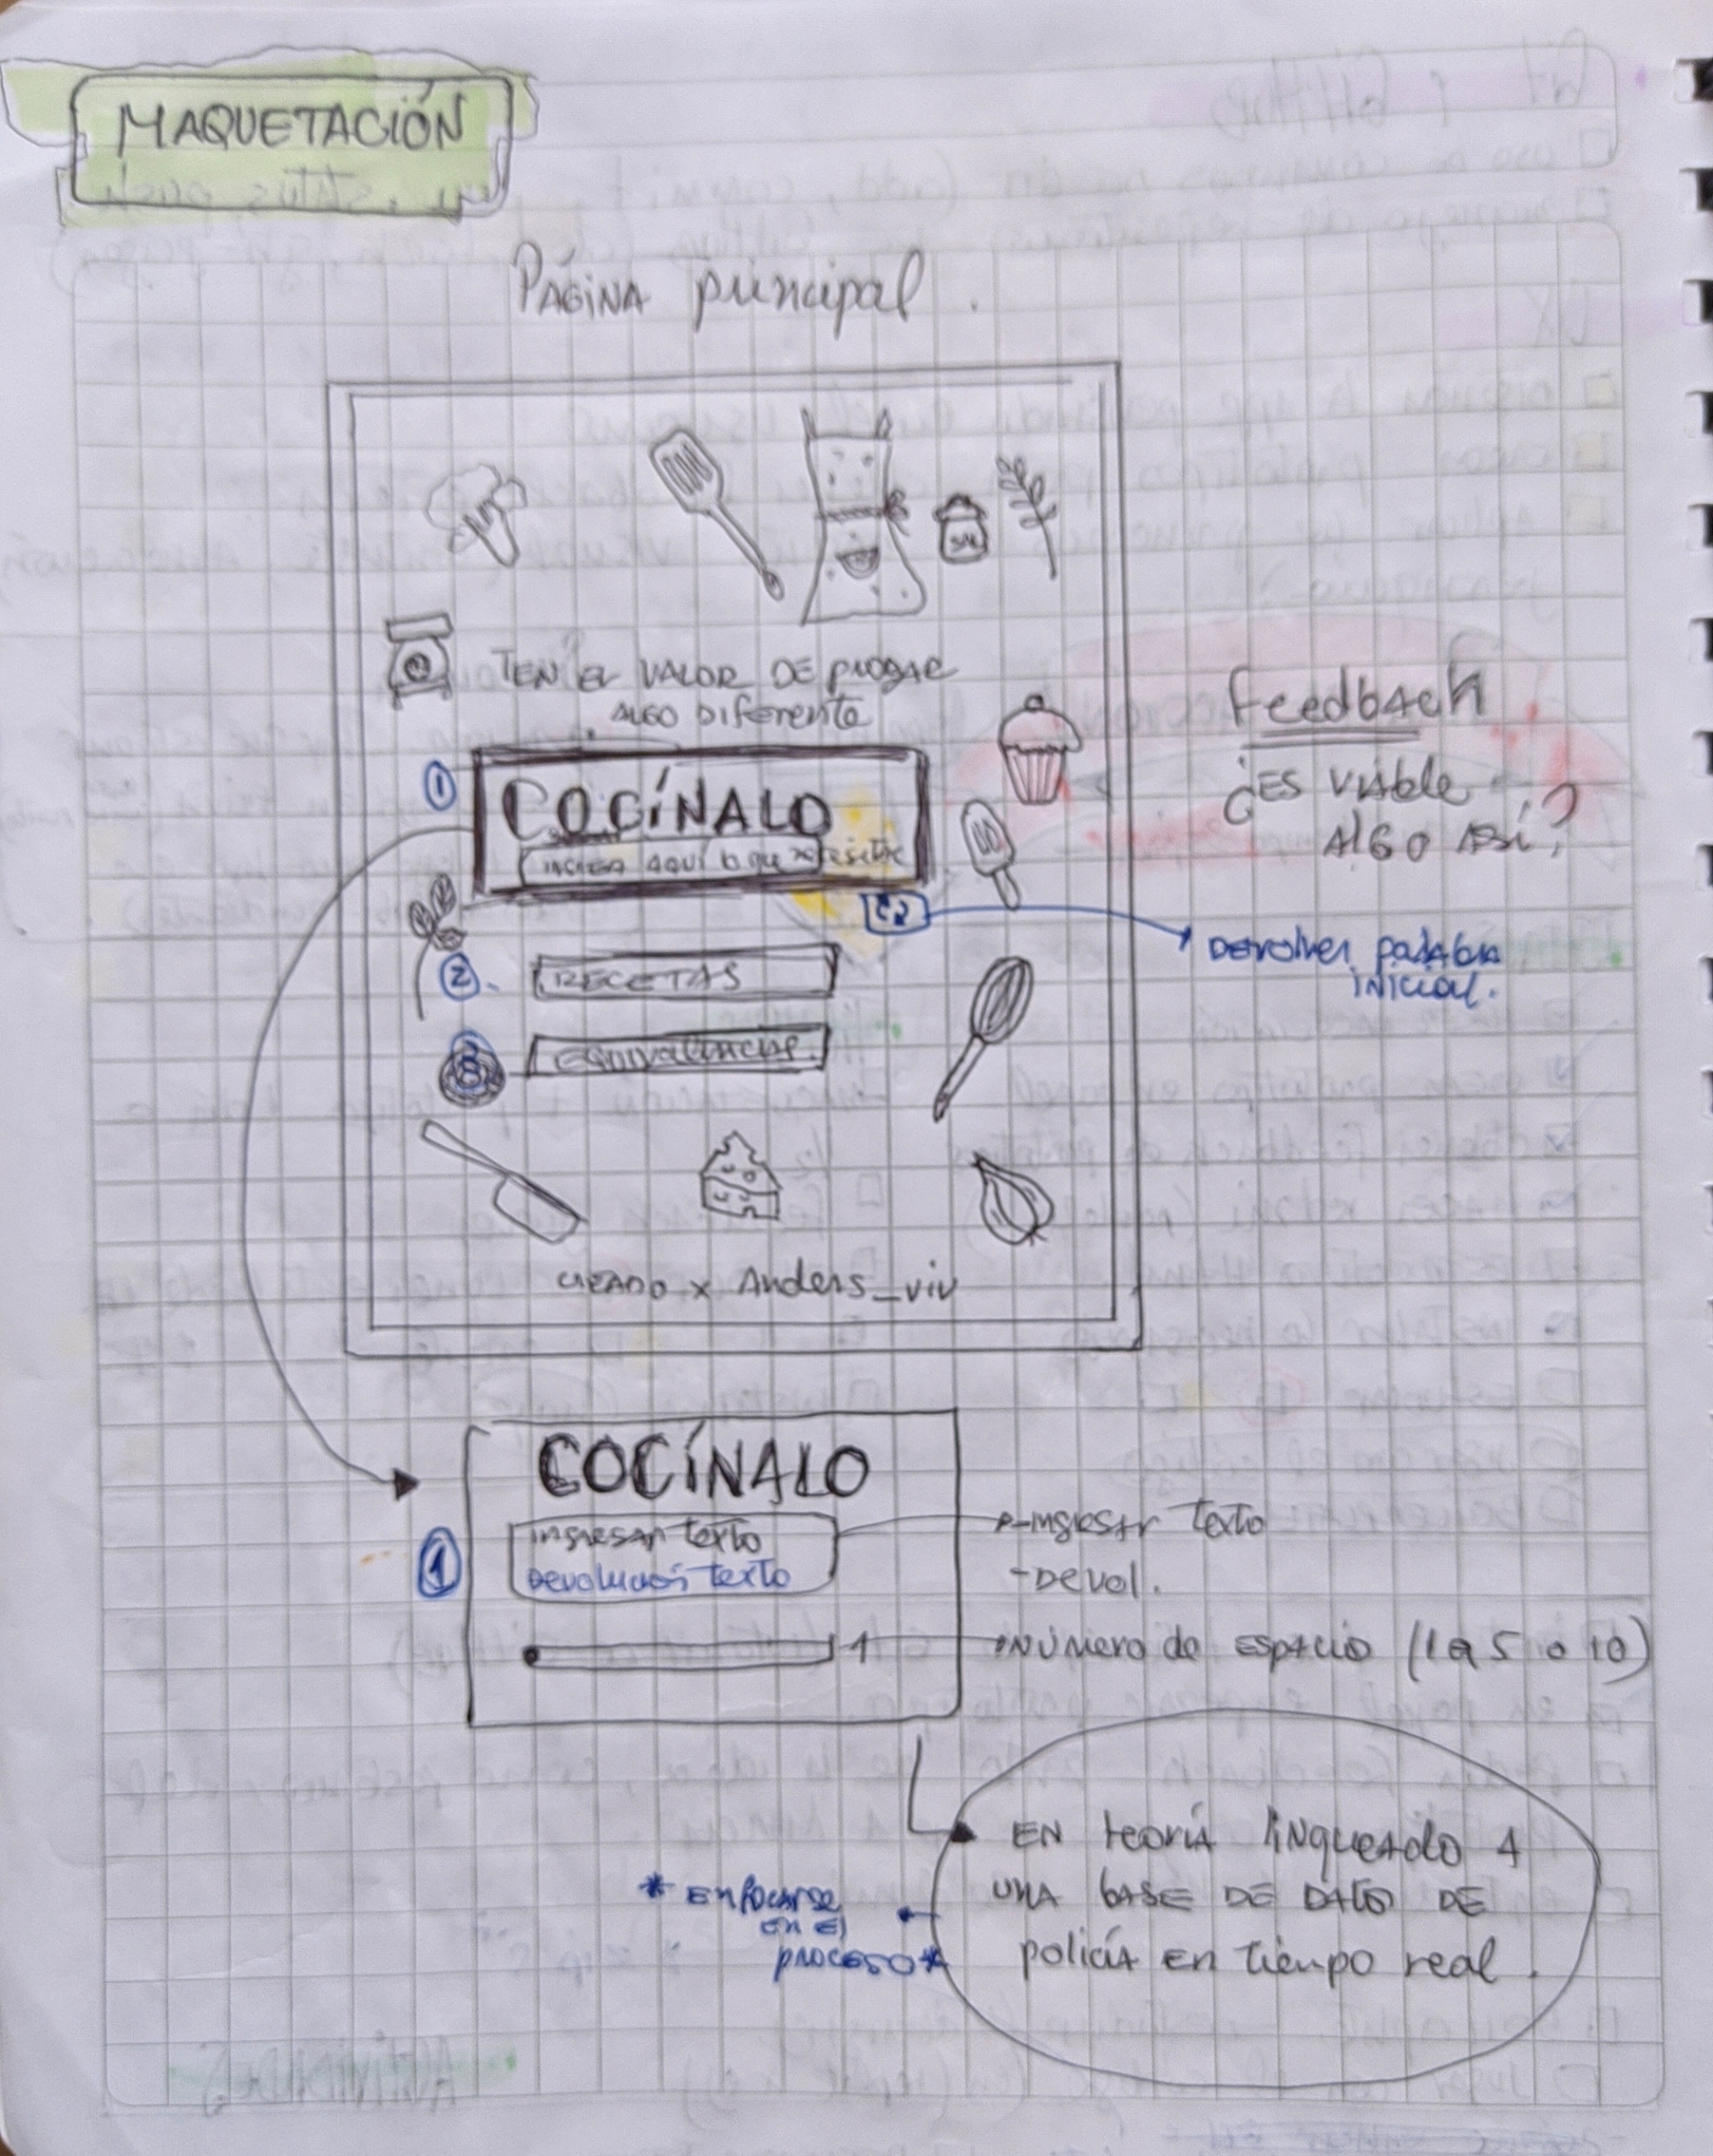 MAQUETACIÓN
PÁGINA principal.
SAL
TEN EL VALOR DE PROBAR
ALGO DIFERENTE
1
COCÍNALO
AQUÍ lo que
2.
RECETAS
3
EQUIVALENCIAS.
CREADO x Anders_viv
Feedback
¿ES VIABLE
ALGO ASÍ?
DEVOLVER PALABRA
INICIAL.
COCÍNALO
1
INGRESAR TEXTO
DEVOLUCIÓN TEXTO
INGRESAR TEXTO
-DEVOL.
1
NÚMERO de ESPACIO (1 a 5 o 10)
EN teoría linqueado A
UNA BASE DE DATO DE
policía EN tiempo real.
* ENFOCARSE
EN EL
PROCESO*